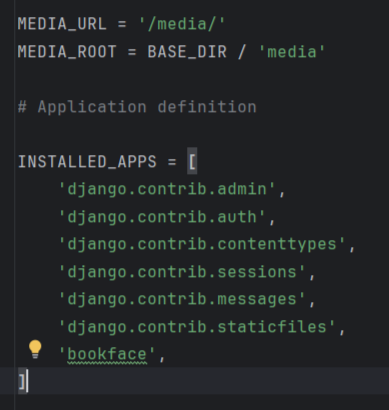 MEDIA_URL = '/media/'
MEDIA_ROOT = BASE_DIR / 'media'
# Application definition
INSTALLED_APPS = [
    'django.contrib.admin',
    'django.contrib.auth',
    'django.contrib.contenttypes',
    'django.contrib.sessions',
    'django.contrib.messages',
    'django.contrib.staticfiles',
    'bookface',
]